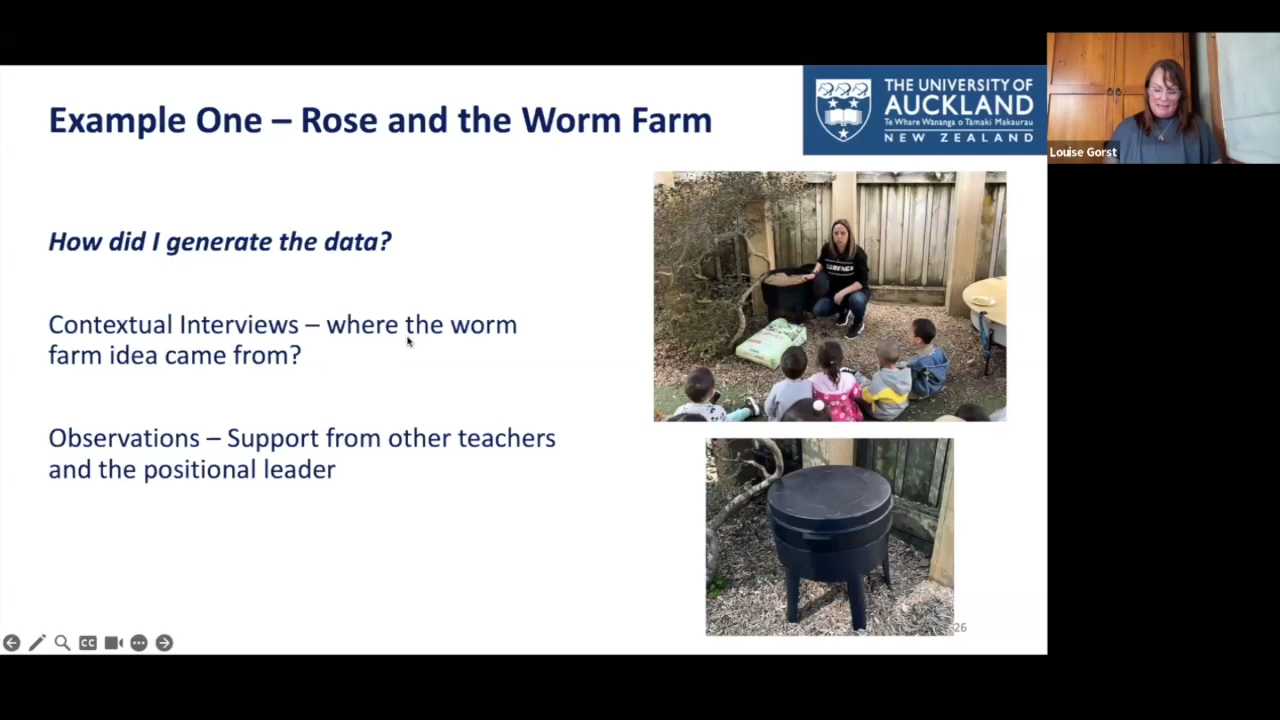 Example One – Rose and the Worm Farm
THE UNIVERSITY OF
AUCKLAND
Te Whare Wānanga o Tāmaki Makaurau
NEW ZEALAND
Louise Gorst
How did I generate the data?
Contextual Interviews – where the worm
farm idea came from?
Observations – Support from other teachers
and the positional leader
26
CC